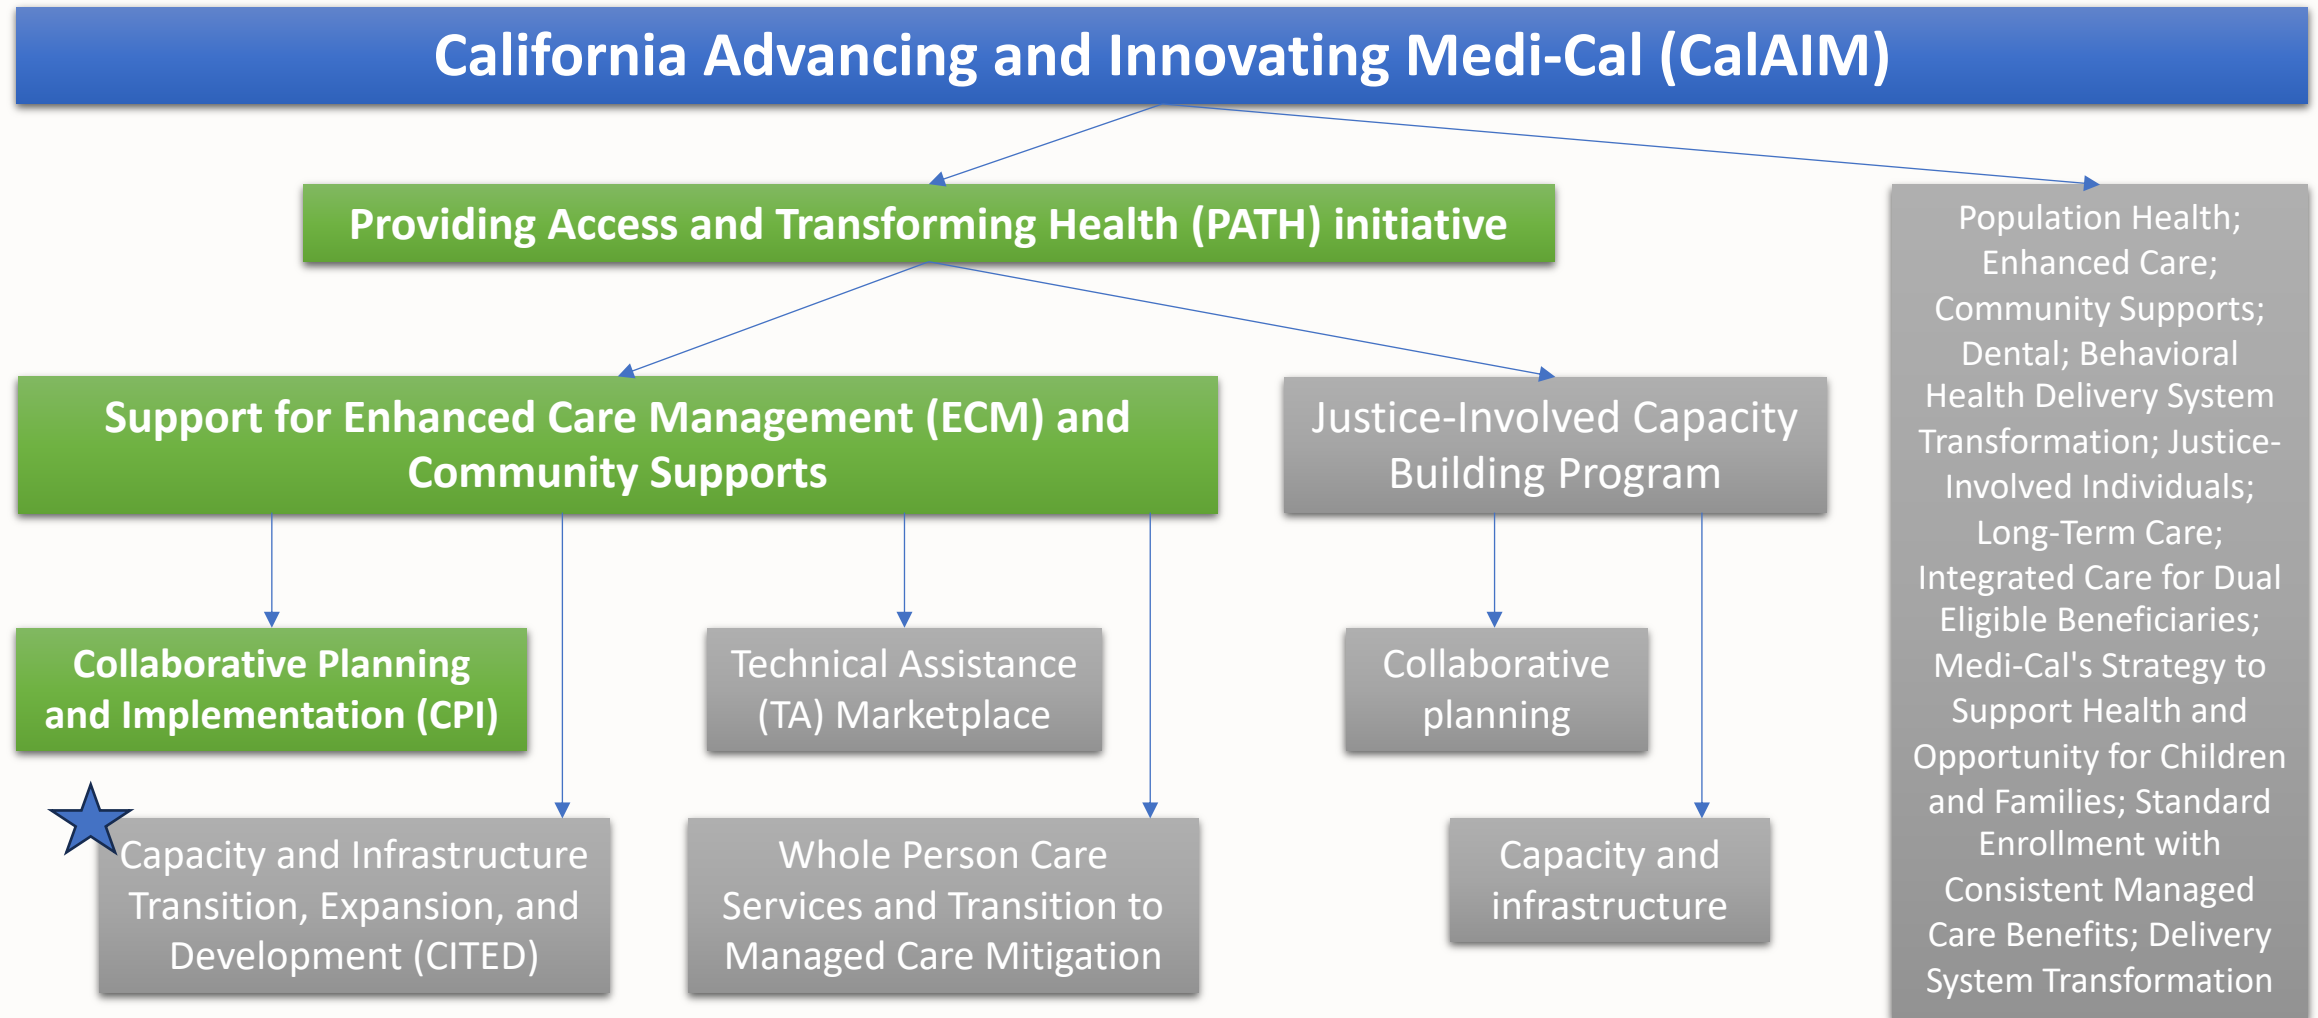 California Advancing and Innovating Medi-Cal (CalAIM)
Providing Access and Transforming Health (PATH) initiative
Support for Enhanced Care Management (ECM) and
Community Supports
Justice-Involved Capacity
Building Program
Collaborative Planning
and Implementation (CPI)
Technical Assistance
(TA) Marketplace
Collaborative
planning
Capacity and Infrastructure
Transition, Expansion, and
Development (CITED)
Whole Person Care
Services and Transition to
Managed Care Mitigation
Capacity and
infrastructure
Population Health;
Enhanced Care;
Community Supports;
Dental; Behavioral
Health Delivery System
Transformation; Justice-
Involved Individuals;
Long-Term Care;
Integrated Care for Dual
Eligible Beneficiaries;
Medi-Cal's Strategy to
Support Health and
Opportunity for Children
and Families; Standard
Enrollment with
Consistent Managed
Care Benefits; Delivery
System Transformation